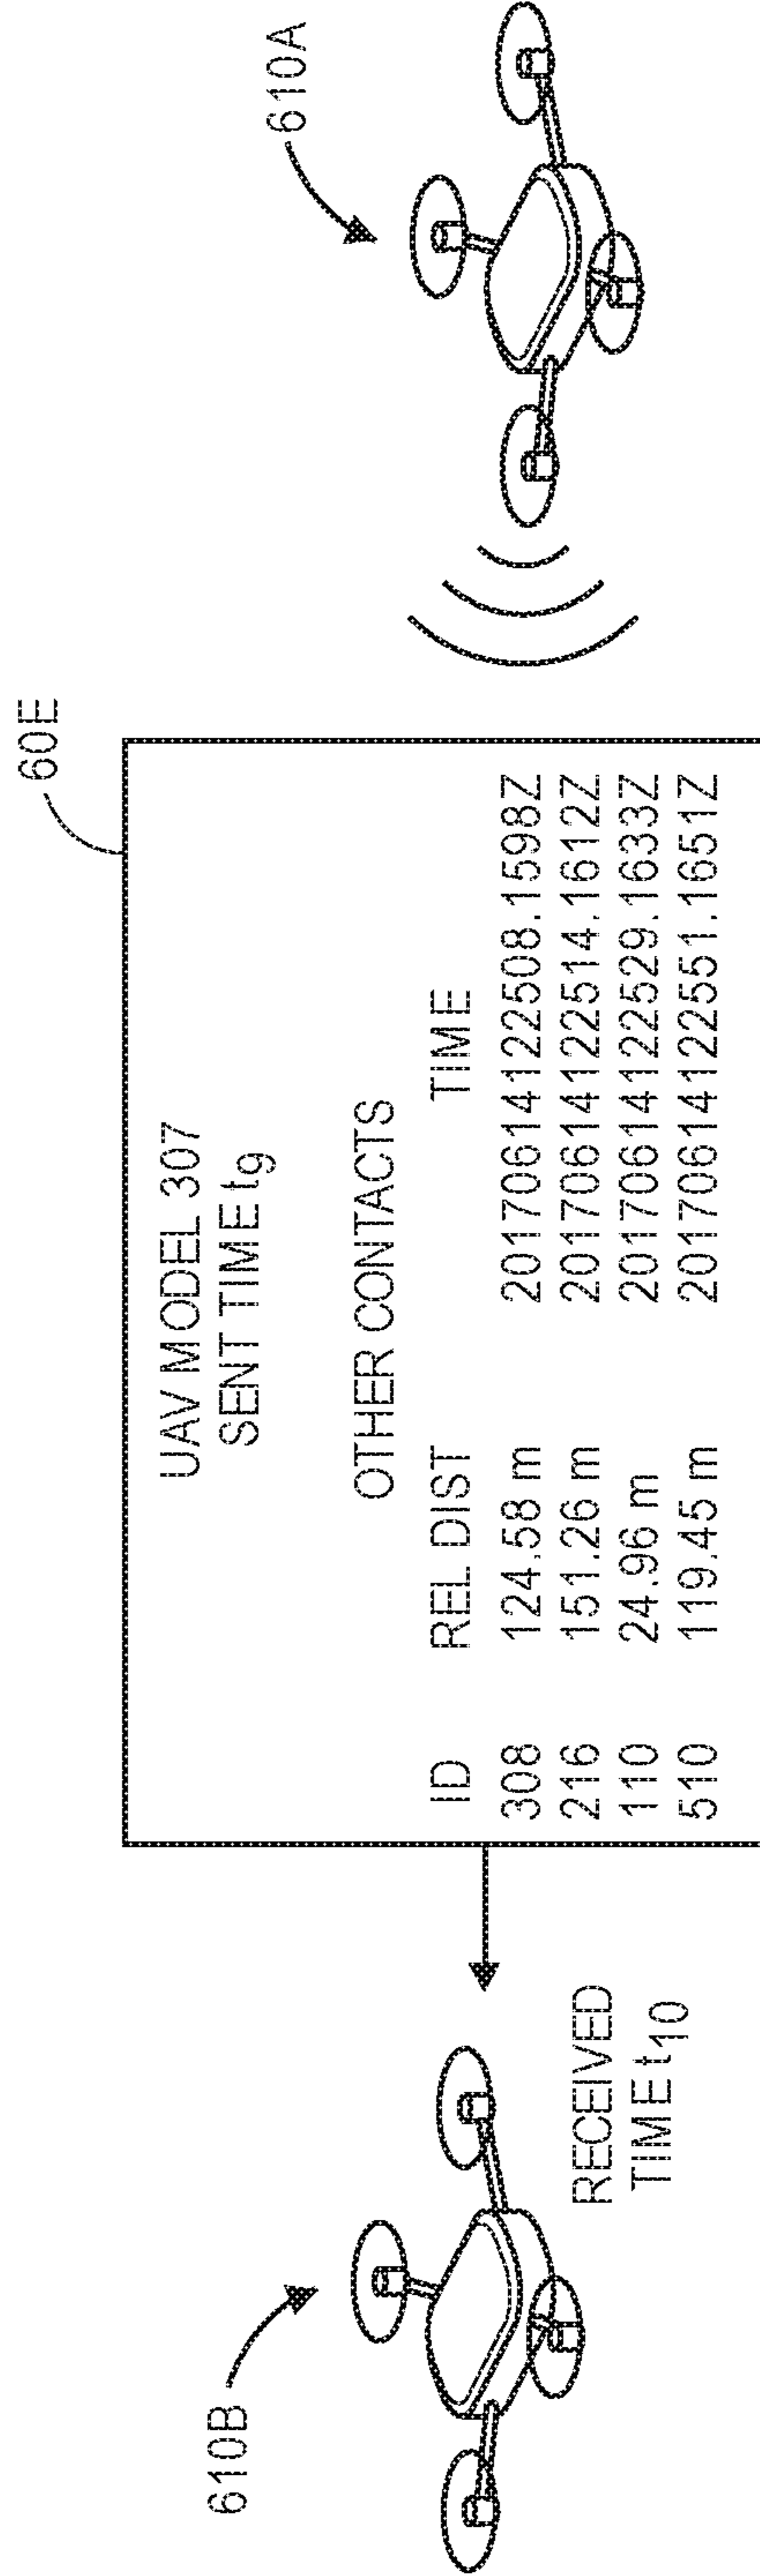 60E
610A
UAV MODEL 307
SENT TIME t9
OTHER CONTACTS
ID REL DIST TIME
308 124.58 m 20170614122508.1598Z
216 151.26 m 20170614122514.1612Z
110 24.96 m 20170614122529.1633Z
510 119.45 m 20170614122551.1651Z
610B
RECEIVED
TIME t10